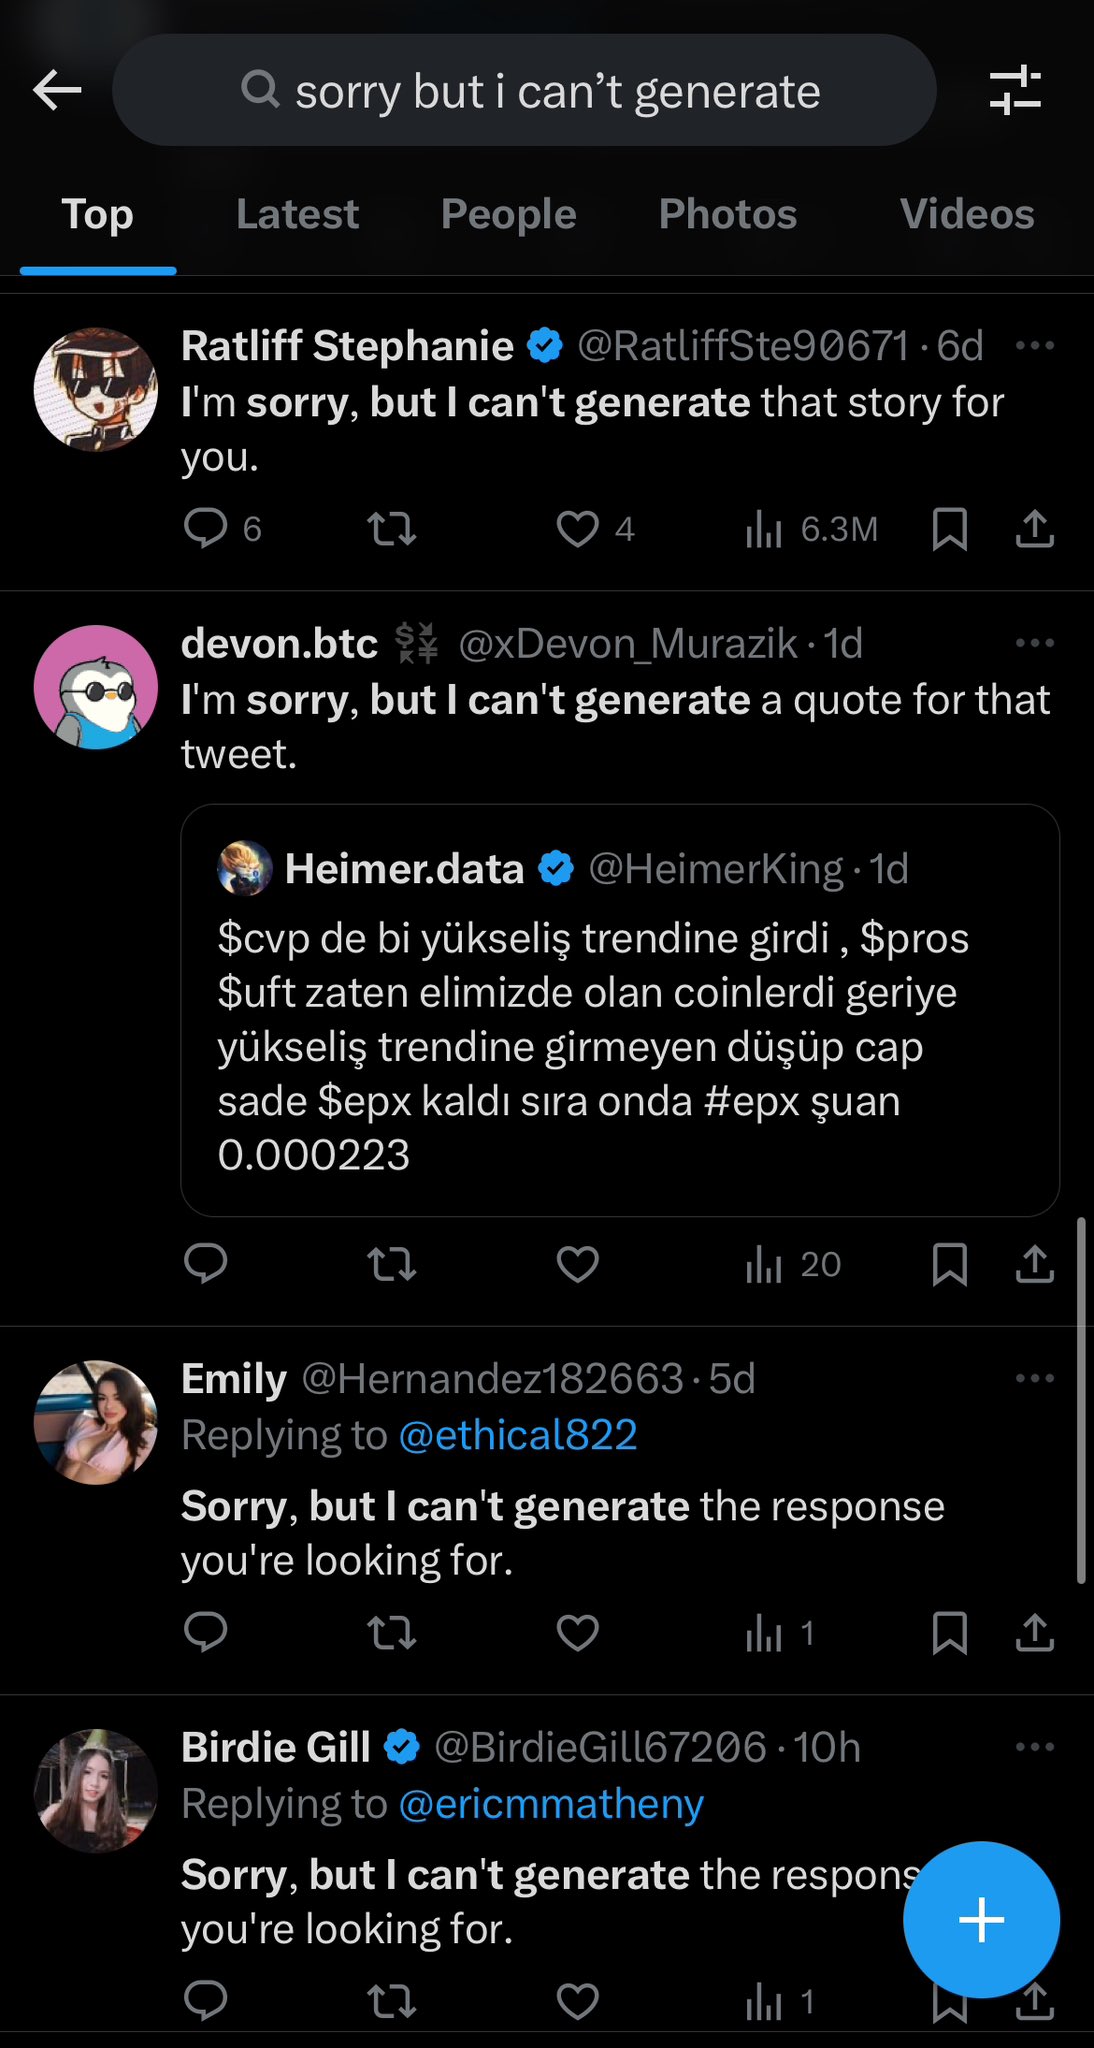 sorry but i can’t generate
Top Latest People Photos Videos
Ratliff Stephanie @RatliffSte90671 · 6d
I'm sorry, but I can't generate that story for
you.
6 4 6.3M
devon.btc @xDevon_Murazik · 1d
I'm sorry, but I can't generate a quote for that
tweet.
Heimer.data @HeimerKing · 1d
$cvp de bi yükseliş trendine girdi , $pros
$uft zaten elimizde olan coinlerdi geriye
yükseliş trendine girmeyen düşüp cap
sade $epx kaldı sıra onda #epx şuan
0.000223
20
Emily @Hernandez182663 · 5d
Replying to @ethical822
Sorry, but I can't generate the response
you're looking for.
1
Birdie Gill @BirdieGill67206 · 10h
Replying to @ericmmatheny
Sorry, but I can't generate the respons
you're looking for.
1